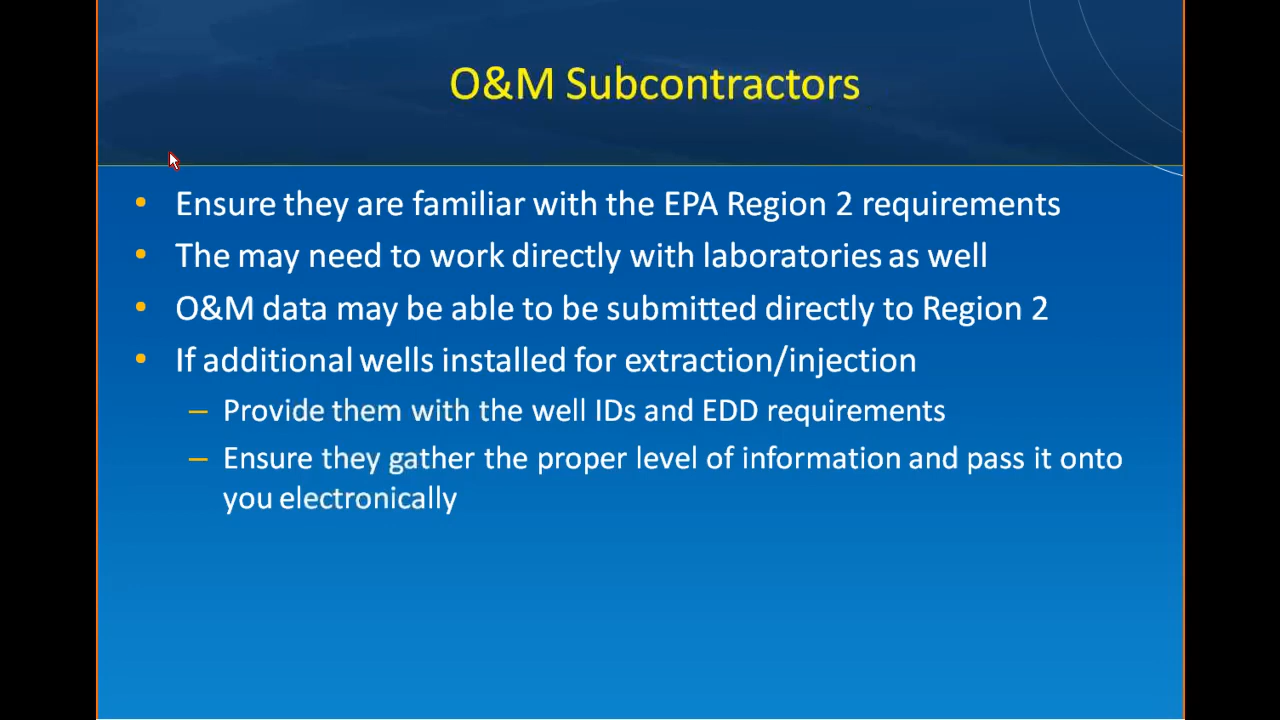 O&M Subcontractors
• Ensure they are familiar with the EPA Region 2 requirements
• The may need to work directly with laboratories as well
• O&M data may be able to be submitted directly to Region 2
• If additional wells installed for extraction/injection
– Provide them with the well IDs and EDD requirements
– Ensure they gather the proper level of information and pass it onto
you electronically